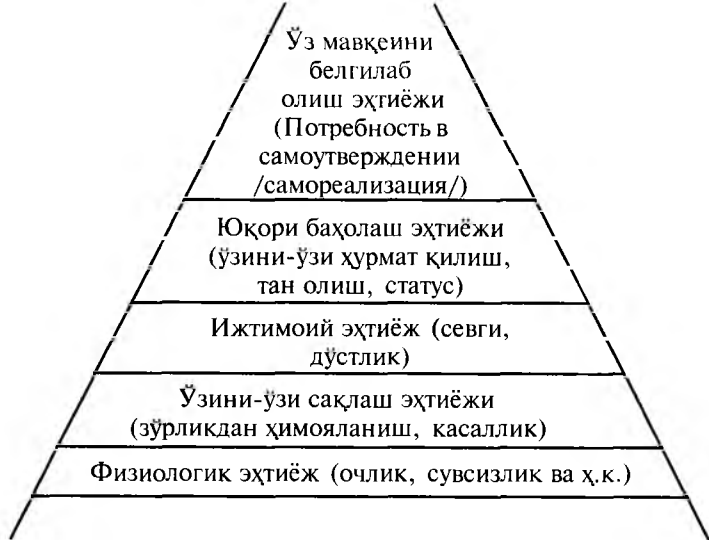 Ўз мавқеини
белгилаб
олиш эҳтиёжи
(Потребность в
самоутверждении
/самореализация/)
Юқори баҳолаш эҳтиёжи
(ўзини-ўзи ҳурмат қилиш,
тан олиш, статус)
Ижтимоий эҳтиёж (севги,
дўстлик)
Ўзини-ўзи сақлаш эҳтиёжи
(зўрликдан ҳимояланиш, касаллик)
Физиологик эҳтиёж (очлик, сувсизлик ва ҳ.к.)